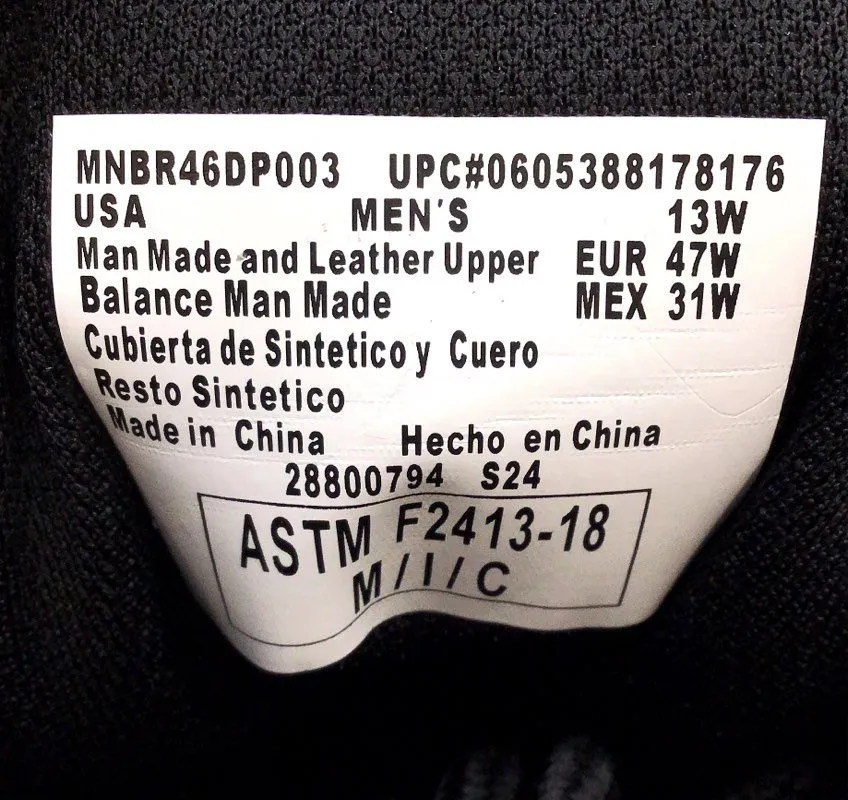 MNBR46DP003 UPC#0605388178176
USA MEN'S 13W
Man Made and Leather Upper EUR 47W
Balance Man Made MEX 31W
Cubierta de Sintetico y Cuero
Resto Sintetico
Made in China Hecho en China
28800794 S24
ASTM F2413-18
M/I/C